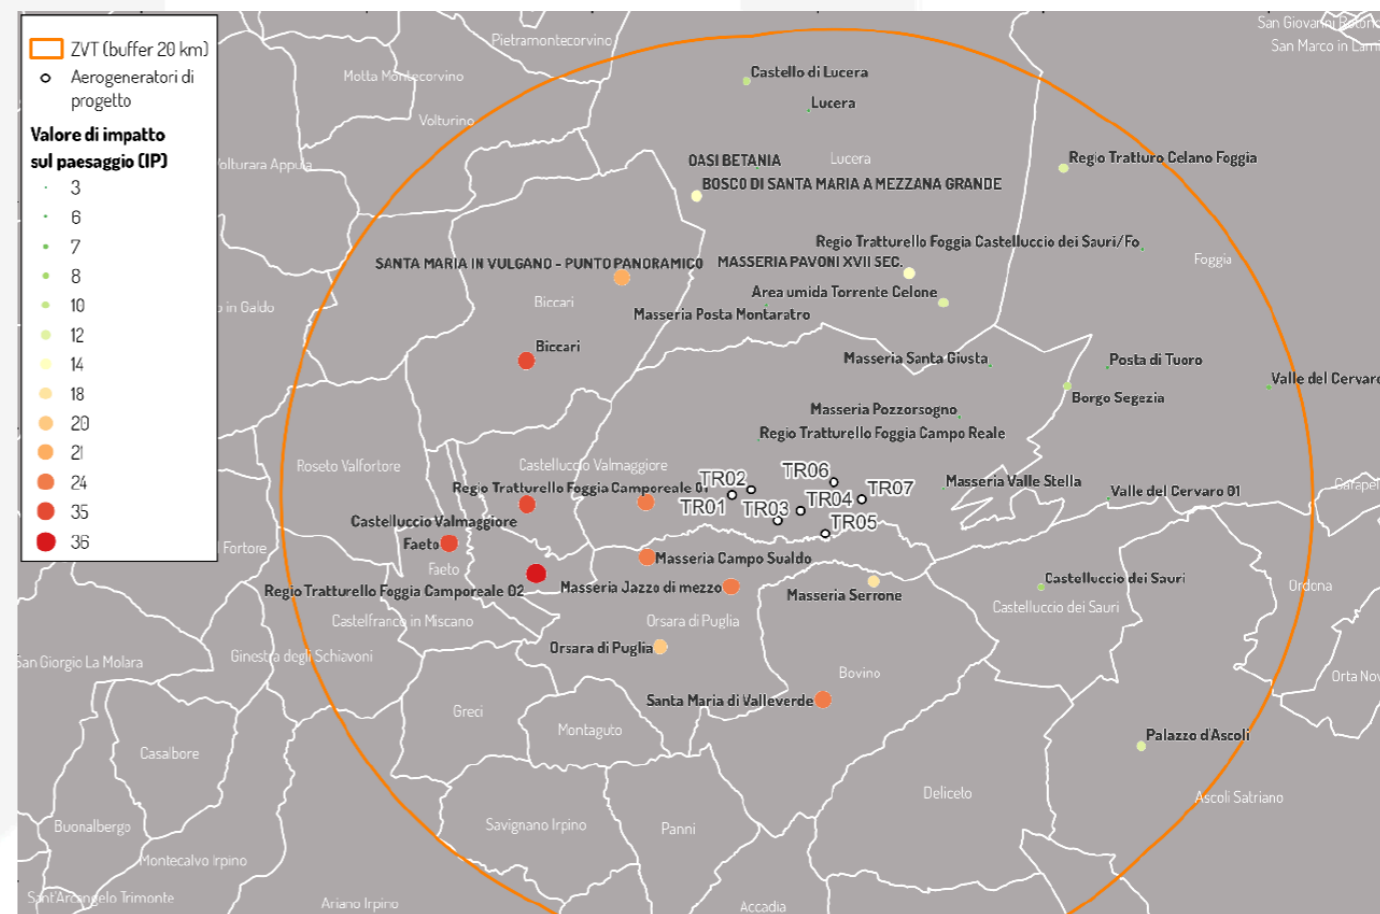 ZVT (buffer 20 km)
Aerogeneratori di
progetto
Valore di impatto
sul paesaggio (IP)
3
6
7
8
10
12
14
18
20
21
24
35
36
Pietramontecorvino
Motta Montecorvino
Volturino
Volturara Appula
San Marco in Lami
Castello di Lucera
Lucera
OASI BETANIA
Lucera
Regio Tratturo Celano Foggia
BOSCO DI SANTA MARIA A MEZZANA GRANDE
Regio Tratturello Foggia Castelluccio dei Sauri/Fo
SANTA MARIA IN VULGANO - PUNTO PANORAMICO
MASSERIA PAVONI XVII SEC.
Foggia
Area umida Torrente Celone
Biccari
o in Galdo
Masseria Posta Montaratro
Biccari
Masseria Santa Giusta
Posta di Tuoro
Valle del Cervaro
Borgo Segezia
Masseria Pozzorsogno
Regio Tratturello Foggia Campo Reale
Roseto Valfortore
Castelluccio Valmaggiore
TR02
TR06
Regio Tratturello Foggia Camporeale 01
Masseria Valle Stella
Valle del Cervaro 01
Carapel
TR01
TR03
TR04
TR07
Castelluccio Valmaggiore
TR05
Faeto
l Fortore
Masseria Campo Sualdo
Faeto
Castelluccio dei Sauri
Ordona
Regio Tratturello Foggia Camporeale 02
Masseria Jazzo di mezzo
Masseria Serrone
Castelluccio dei Sauri
Castelfranco in Miscano
Orsara di Puglia
Orsara di Puglia
San Giorgio La Molara
Ginestra degli Schiavoni
Bovino
Orta Nov
Santa Maria di Valleverde
Greci
Montaguto
Palazzo d'Ascoli
Casalbore
Deliceto
Ascoli Satriano
Buonalbergo
Savignano Irpino
Panni
Montecalvo Irpino
Sant'Arcangelo Trimonte
Ariano Irpino
Accadia